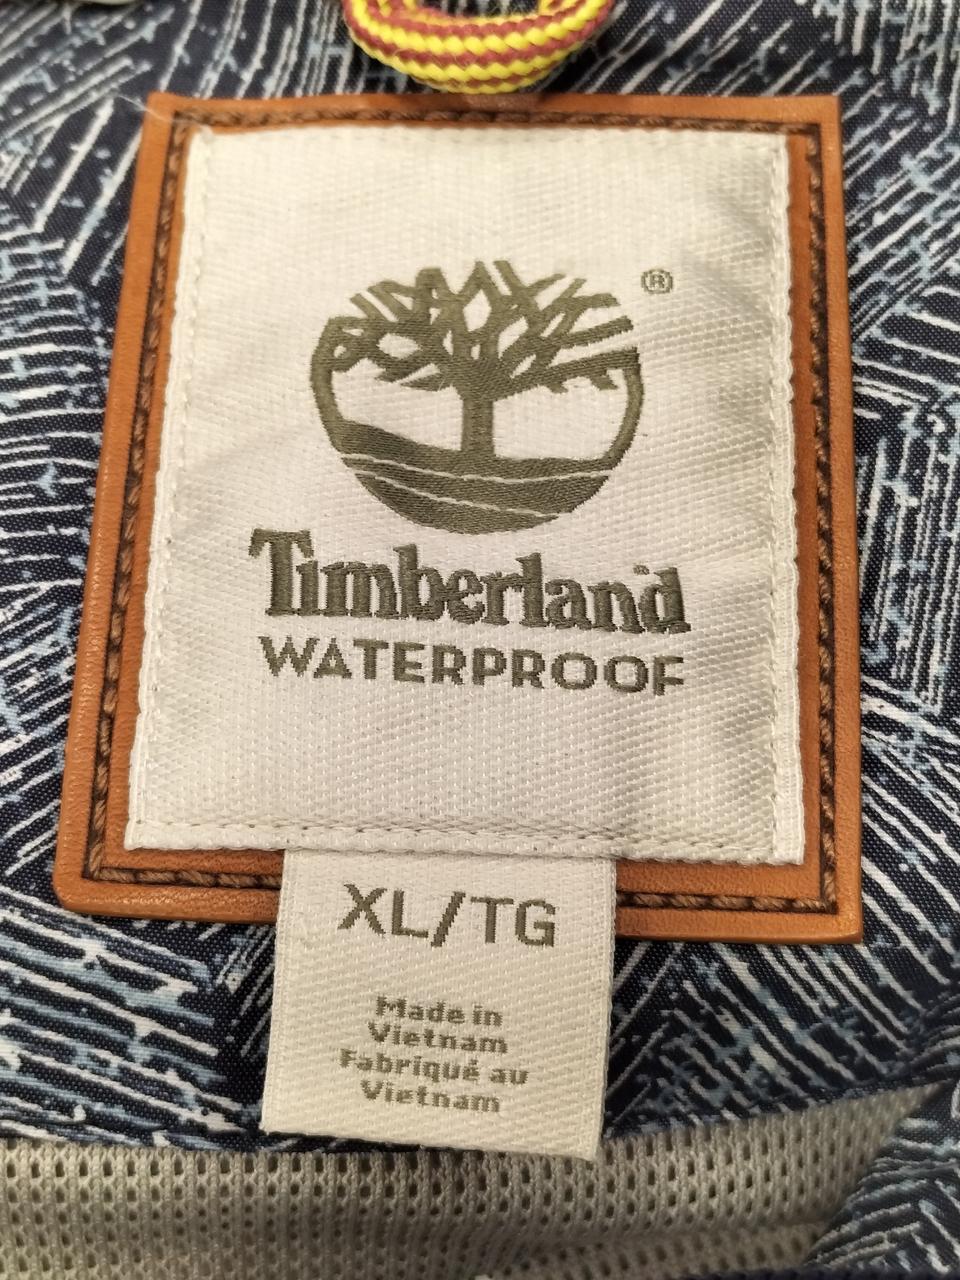 ®
Timberland
WATERPROOF
XL/TG
Made in
Vietnam
Fabriqué au
Vietnam